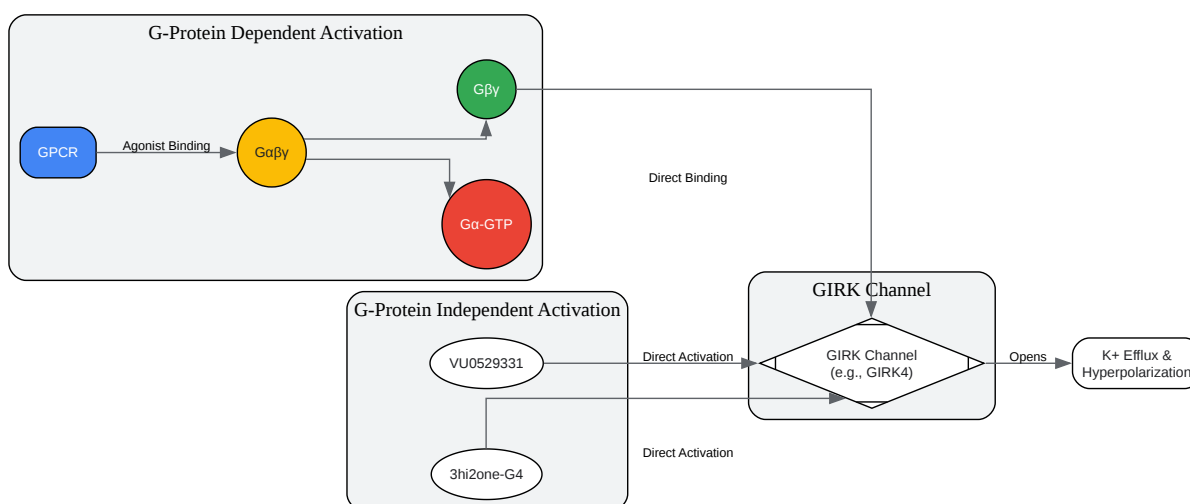 G-Protein Dependent Activation
GPCR
Agonist Binding
Gαβγ
Gβγ
Gα-GTP
Direct Binding
G-Protein Independent Activation
VU0529331
Direct Activation
3hi2one-G4
Direct Activation
GIRK Channel
GIRK Channel
(e.g., GIRK4)
Opens
K+ Efflux &
Hyperpolarization